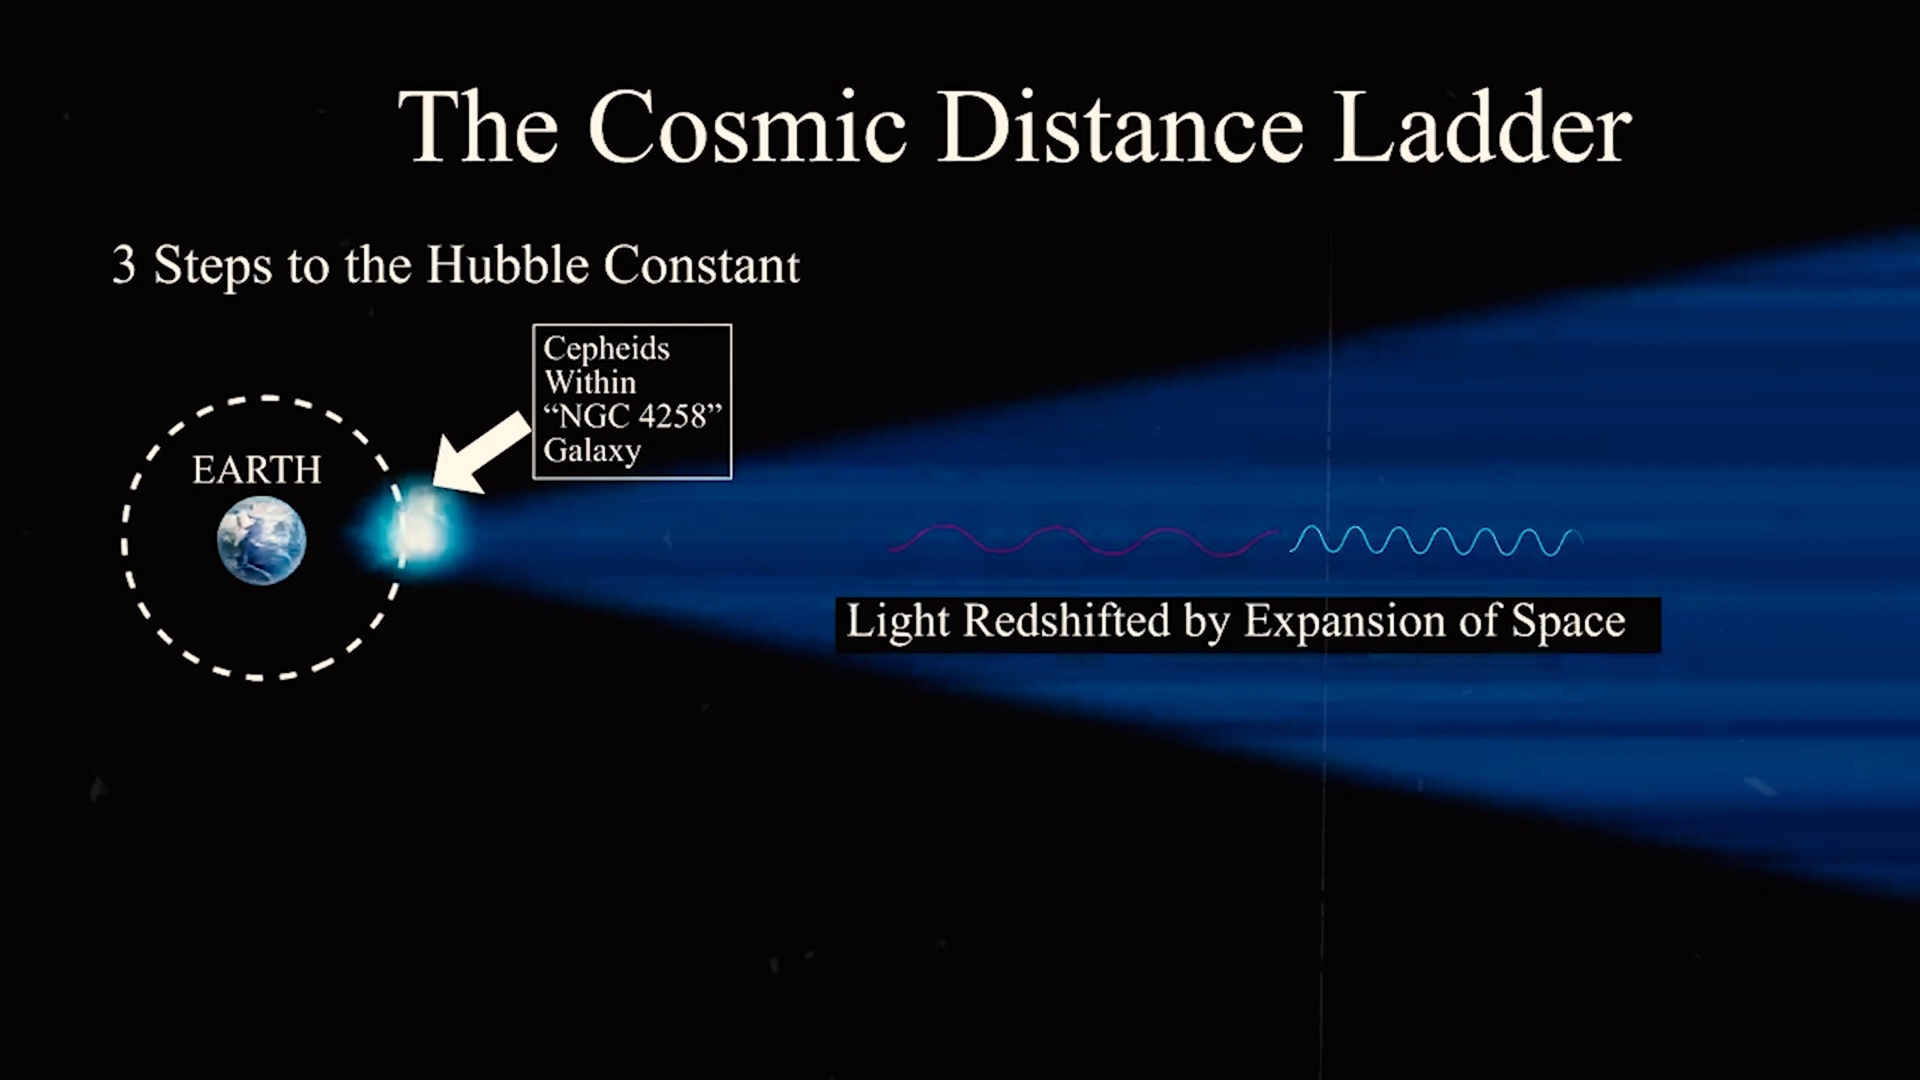 The Cosmic Distance Ladder
3 Steps to the Hubble Constant
Cepheids
Within
“NGC 4258”
Galaxy
EARTH
Light Redshifted by Expansion of Space